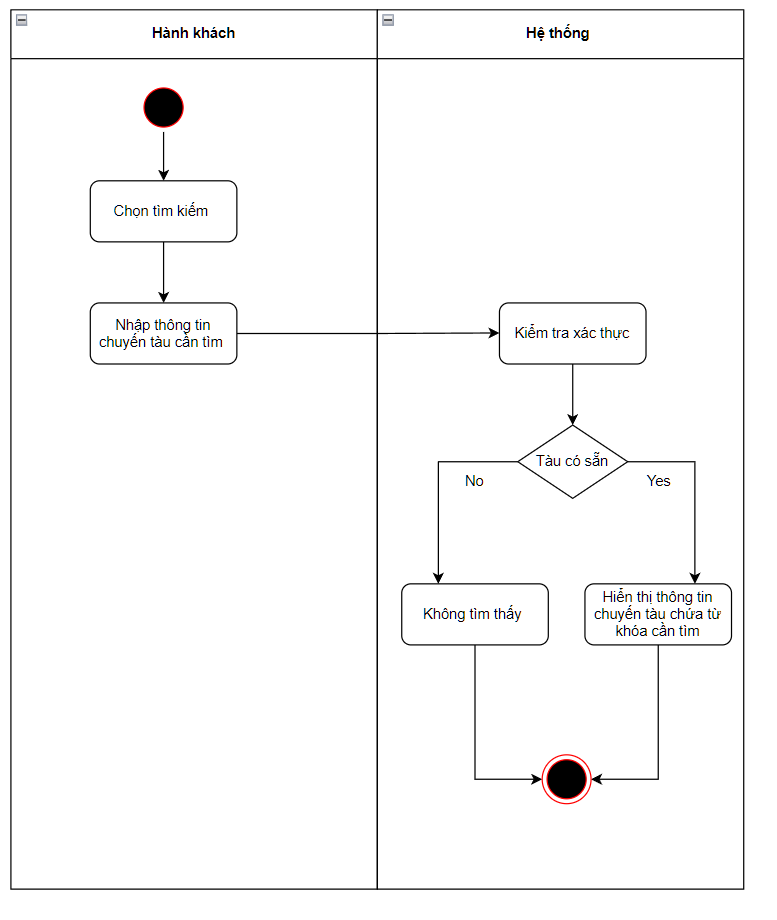 Hành khách
Hệ thống
Chọn tìm kiếm
Nhập thông tin
chuyến tàu cần tìm
Kiểm tra xác thực
Tàu có sẵn
No
Yes
Không tìm thấy
Hiển thị thông tin
chuyến tàu chứa từ
khóa cần tìm